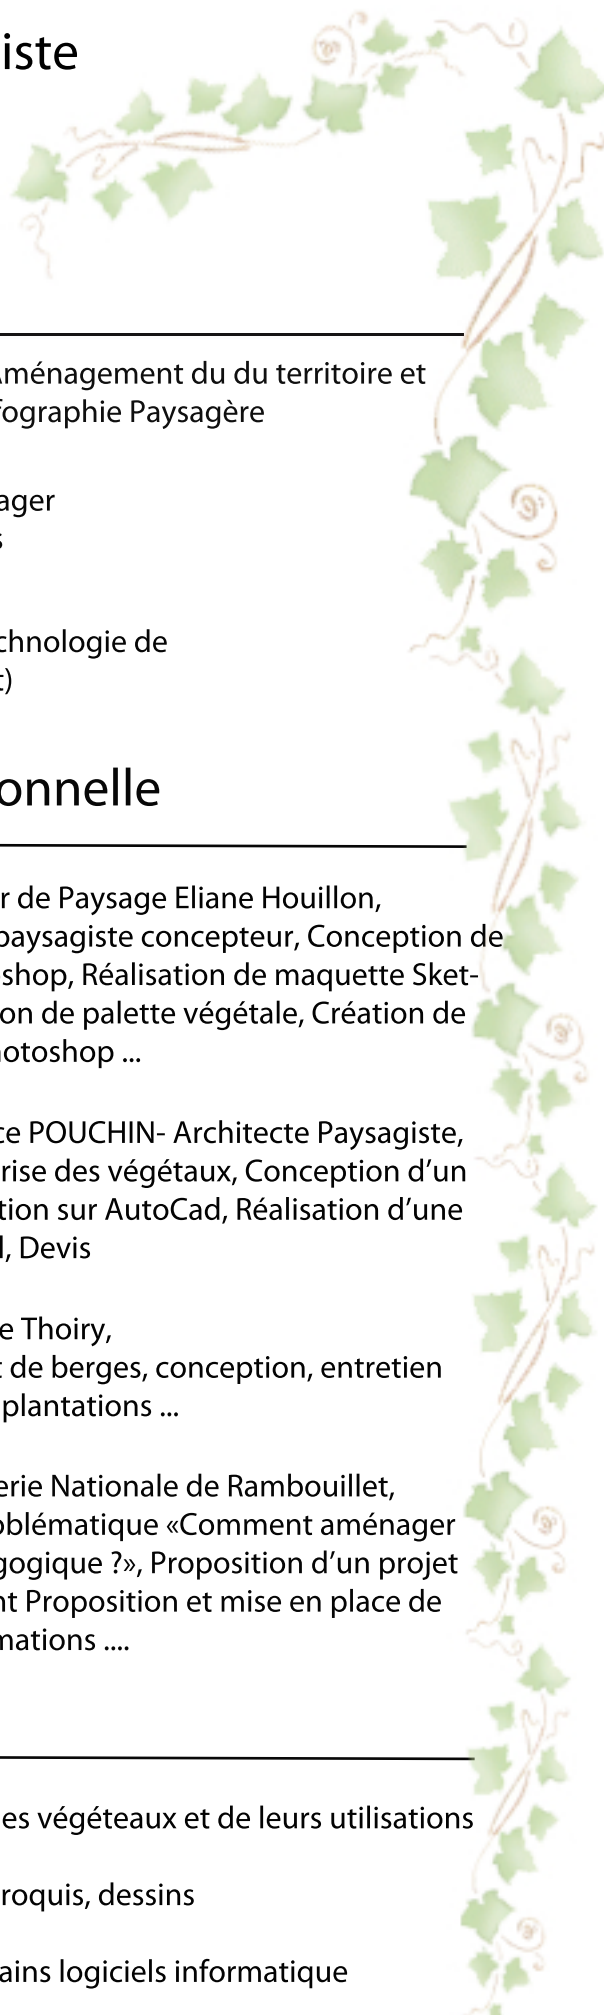 iste
Aménagement du du territoire et
fographie Paysagère
ager
s
chnologie de
t)
onnelle
r de Paysage Eliane Houillon,
paysagiste concepteur, Conception de
shop, Réalisation de maquette Sket-
on de palette végétale, Création de
hotoshop ...
ce POUCHIN- Architecte Paysagiste,
rise des végétaux, Conception d’un
tion sur AutoCad, Réalisation d’une
l, Devis
e Thoiry,
t de berges, conception, entretien
plantations ...
erie Nationale de Rambouillet,
oblématique «Comment aménager
gogique ?», Proposition d’un projet
nt Proposition et mise en place de
mations ....
es végéteaux et de leurs utilisations
roquis, dessins
ains logiciels informatique